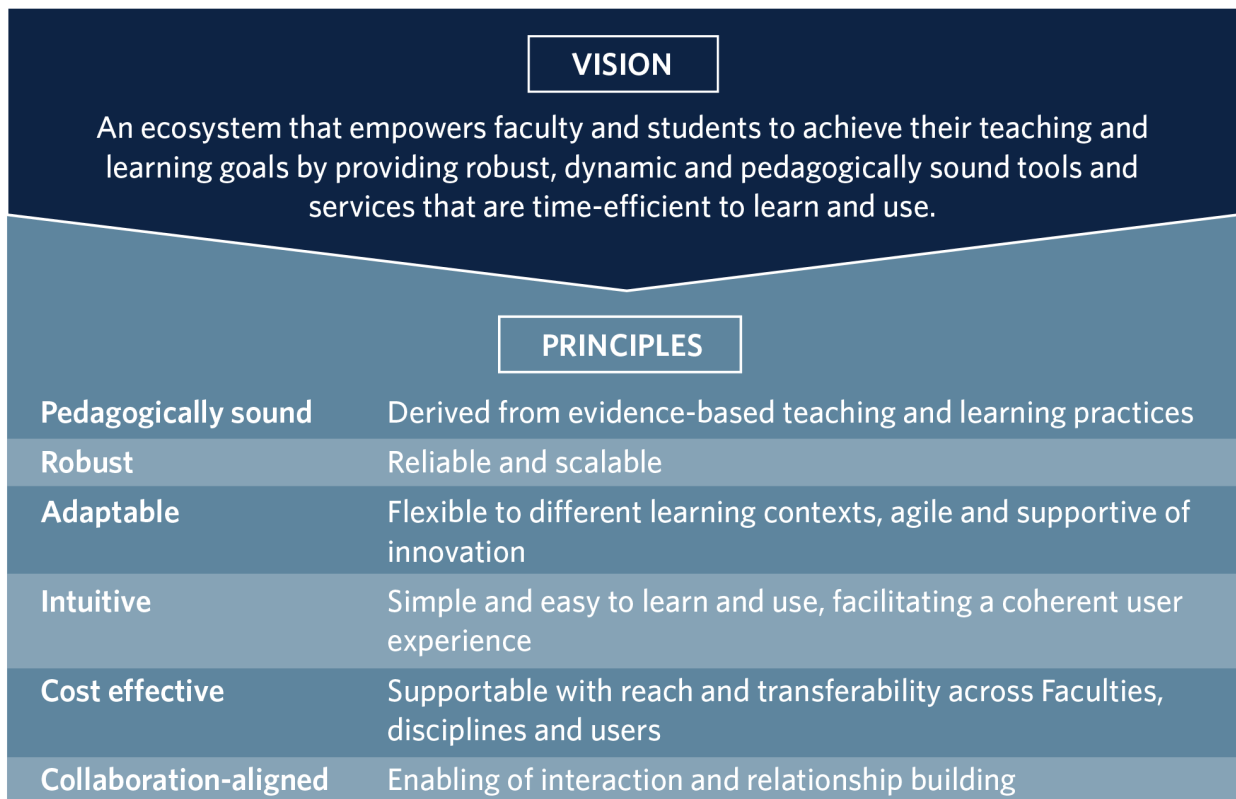 VISION
An ecosystem that empowers faculty and students to achieve their teaching and
learning goals by providing robust, dynamic and pedagogically sound tools and
services that are time-efficient to learn and use.
PRINCIPLES
Pedagogically sound Derived from evidence-based teaching and learning practices
Robust Reliable and scalable
Adaptable Flexible to different learning contexts, agile and supportive of
innovation
Intuitive Simple and easy to learn and use, facilitating a coherent user
experience
Cost effective Supportable with reach and transferability across Faculties,
disciplines and users
Collaboration-aligned Enabling of interaction and relationship building